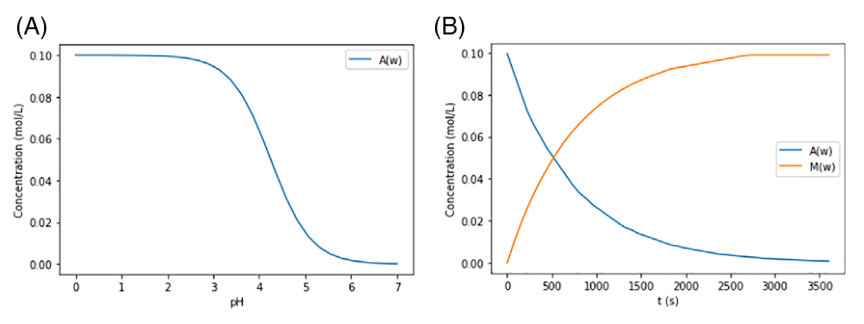 (A)
Concentration (mol/L)
0.10
0.08
0.06
0.04
0.02
0.00
A(w)
0 1 2 3 4 5 6 7
pH
(B)
Concentration (mol/L)
0.10
0.08
0.06
0.04
0.02
0.00
A(w)
M(w)
0 500 1000 1500 2000 2500 3000 3500
t (s)